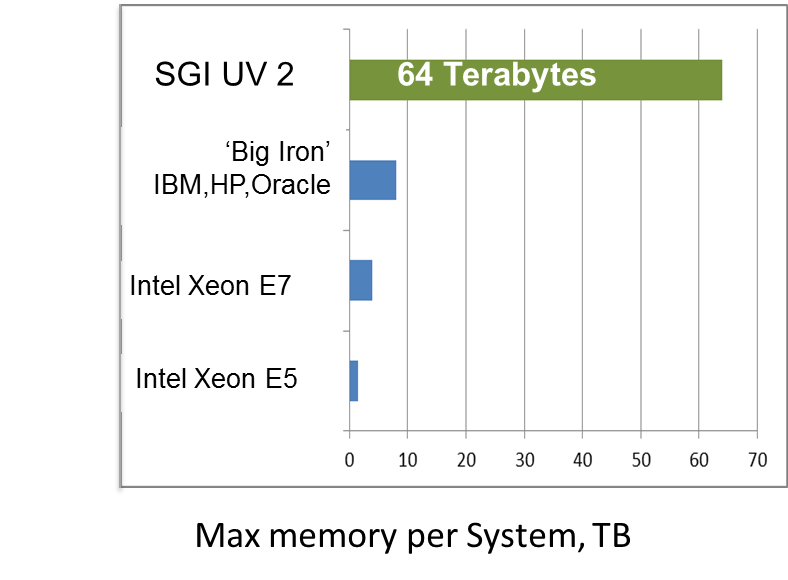 SGI UV 2
64 Terabytes
‘Big Iron’
IBM,HP,Oracle
Intel Xeon E7
Intel Xeon E5
0 10 20 30 40 50 60 70
Max memory per System, TB